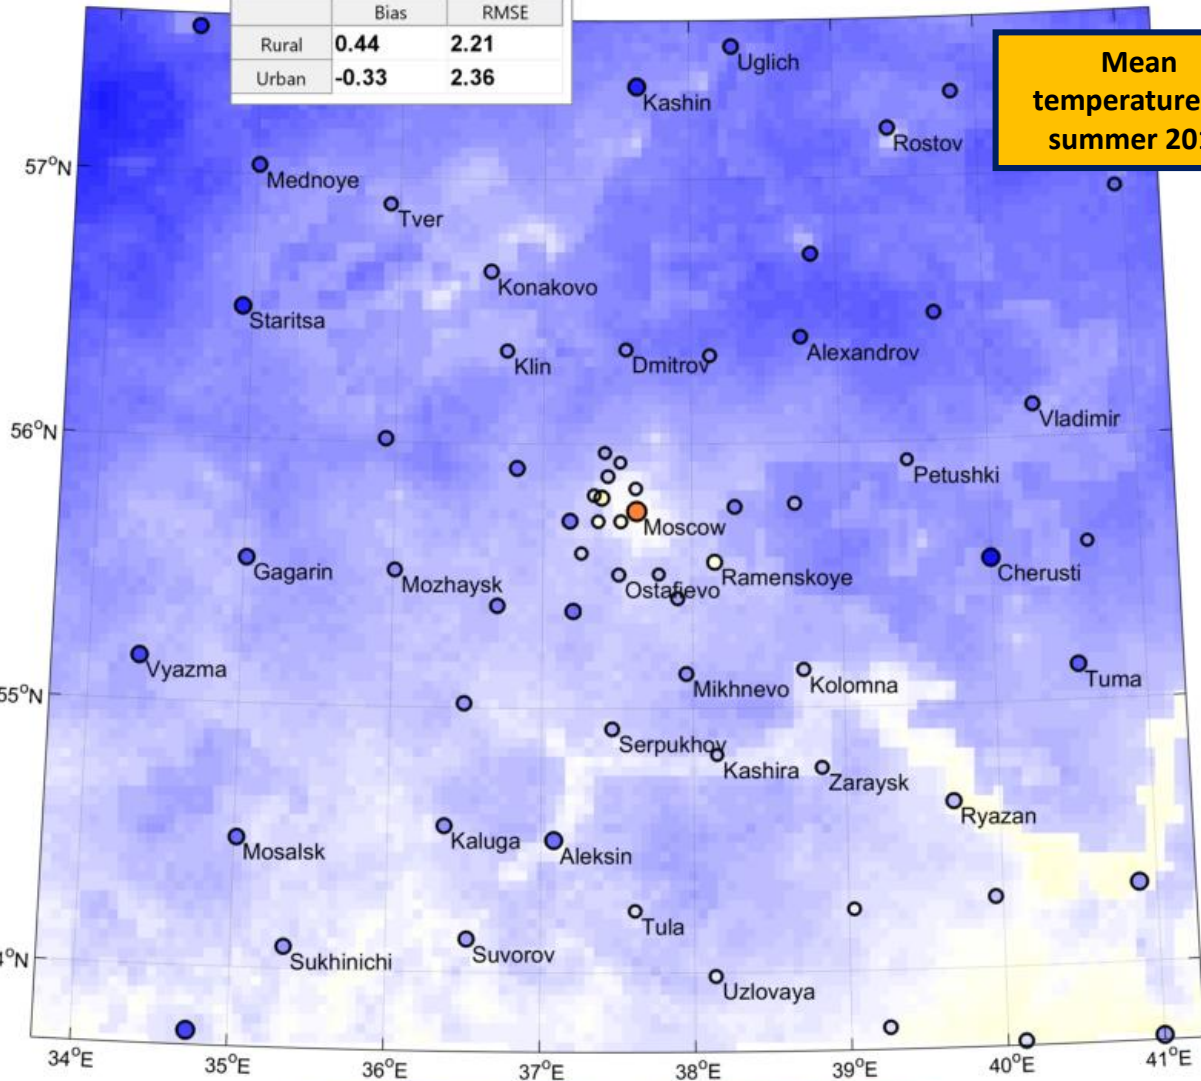 Bias RMSE
Rural 0.44 2.21
Urban -0.33 2.36
Mean
temperature
summer
Uglich
Kashin
Rostov
57°N
Mednoye
Tver
Konakovo
Staritsa
Klin
Dmitrov
Alexandrov
Vladimir
56°N
Petushki
Moscow
Gagarin
Mozhaysk
Ostafievo
Ramenskoye
Cherusti
Vyazma
55°N
Mikhnevo
Kolomna
Tuma
Serpukhov
Kashira
Zaraysk
Ryazan
Mosalsk
Kaluga
Aleksin
Tula
Sukhinichi
Suvorov
Uzlovaya
°N
34°E 35°E 36°E 37°E 38°E 39°E 40°E 41°E